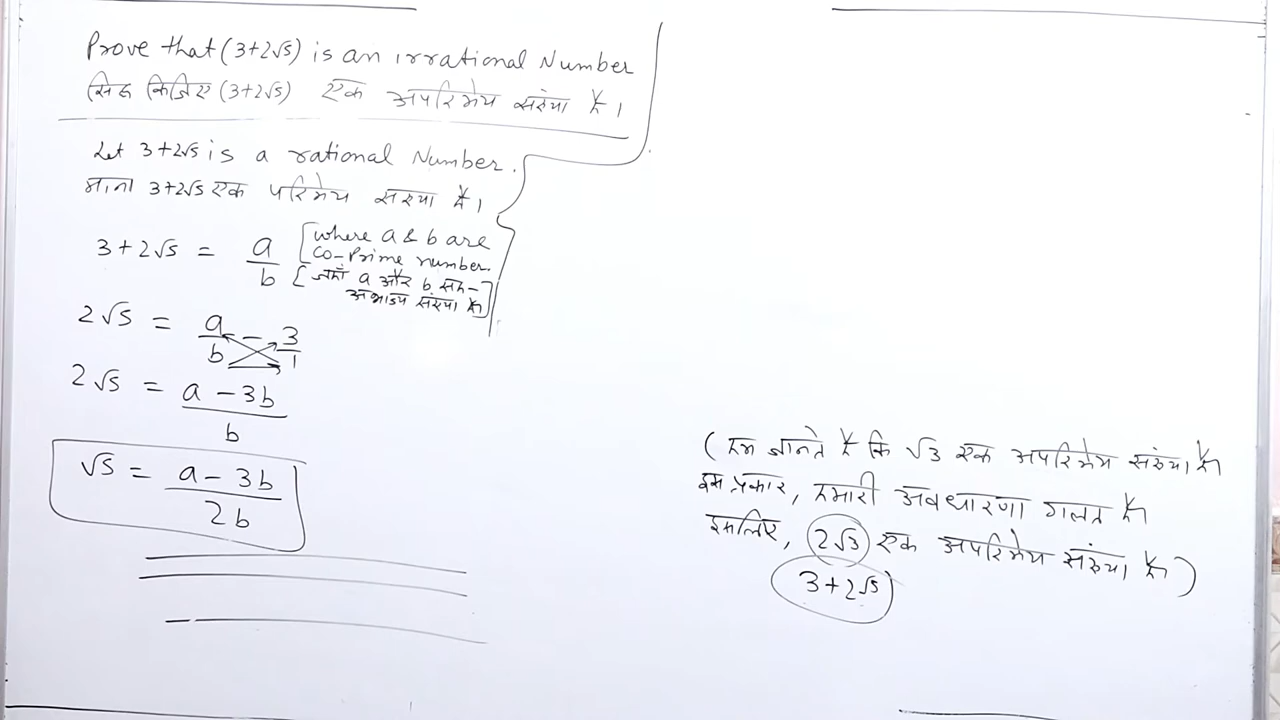 Prove that (3+2√5) is an irrational Number
सिद्ध किजिए (3+2√5) एक अपरिमेय संख्या है।
Let 3+2√5 is a rational Number.
माना 3+2√5 एक परिमेय संख्या है।
3+2√5 = a/b [where a & b are
co-prime number.
[जहाँ a और b सह-
अभाज्य संख्या है]
2√5 = a/b - 3/1
2√5 = a-3b/b
√5 = a-3b/2b
(हम जानते है कि √3 एक अपरिमेय संख्या है
इस प्रकार, हमारी अवधारणा गलत है
इसलिए, 2√3 एक अपरिमेय संख्या है)
3+2√5